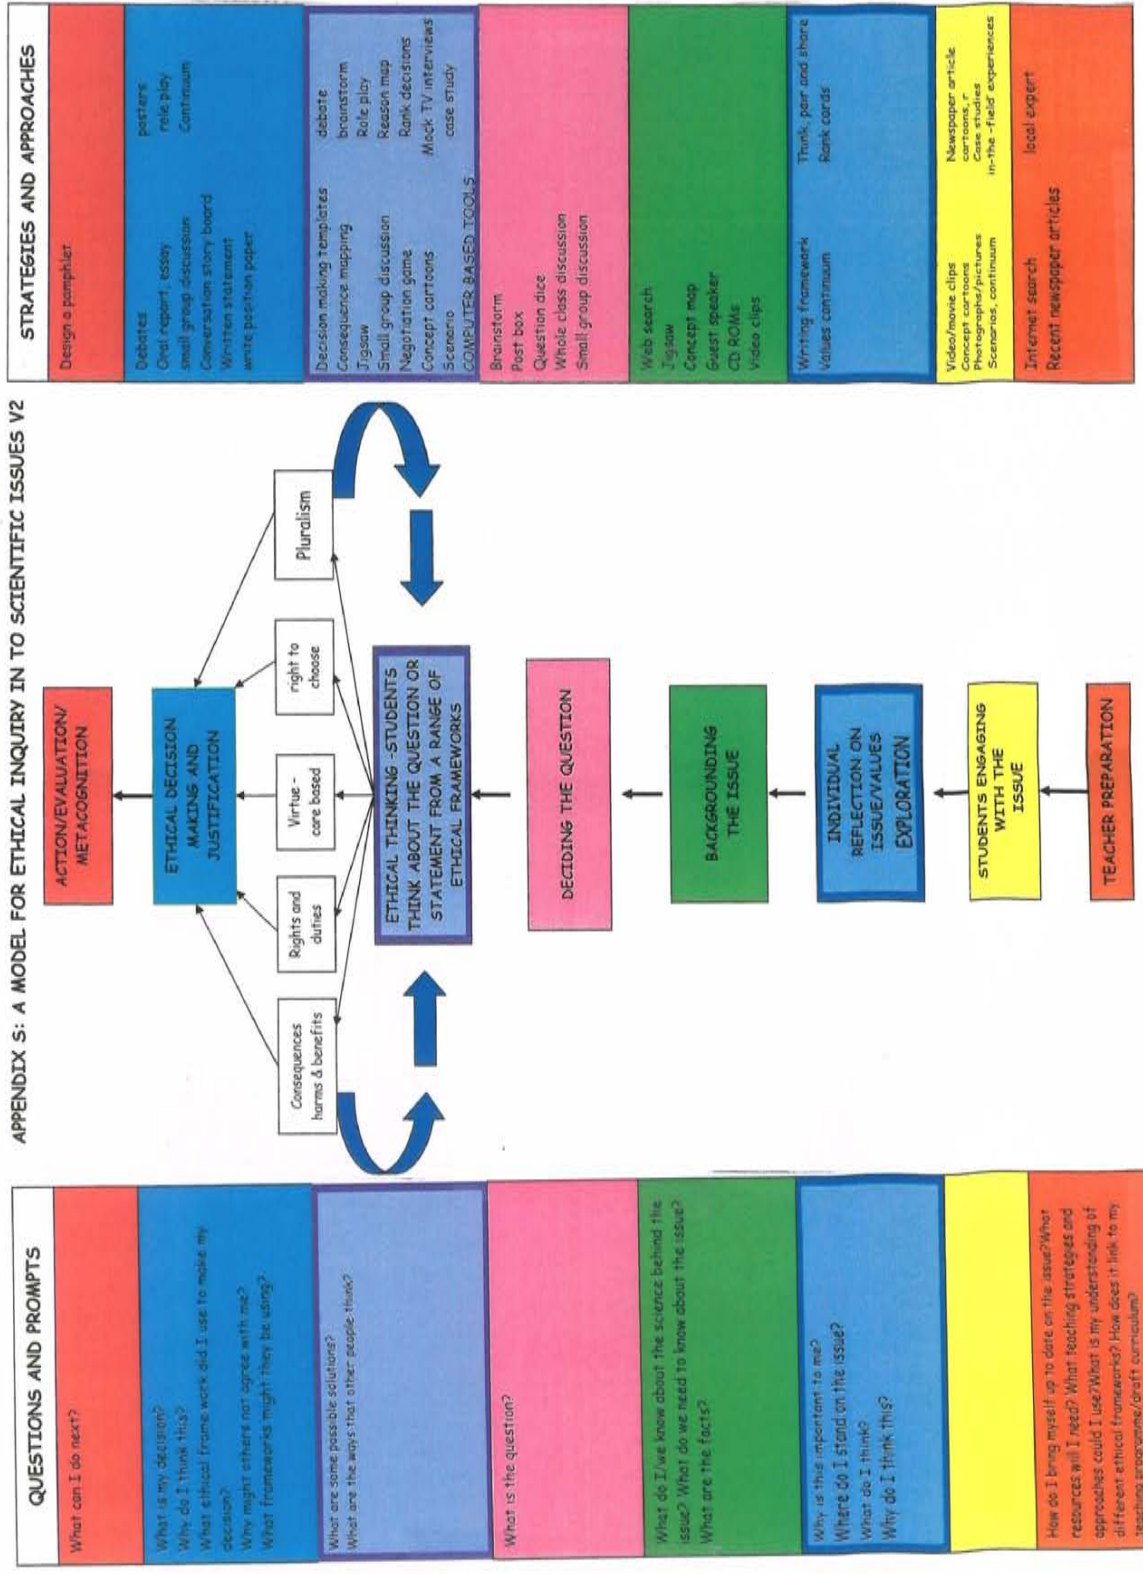 APPENDIX S: A MODEL FOR ETHICAL INQUIRY IN TO SCIENTIFIC ISSUES V2
QUESTIONS AND PROMPTS
What can I do next?
What is my decision?
Why do I think this?
What ethical frame work did I use to make my
decision?
Why might others not agree with me?
What frameworks might they be using?
What are some possible solutions?
What are the ways that other people think?
What is the question?
What do I/we know about the science behind the
issue? What do we need to know about the issue?
What are the facts?
Why is this important to me?
Where do I stand on the issue?
What do I think?
Why do I think this?
How do I bring myself up to date on the issue?What
resources will I need? What teaching strategies and
approaches could I use?What is my understanding of
different ethical frameworks? How does it link to my
teaching programme/draft curriculum?
ACTION/EVALUATION/
METACOGNITION
ETHICAL DECISION
MAKING AND
JUSTIFICATION
Consequences
harms & benefits
Rights and
duties
Virtue-
care based
right to
choose
Pluralism
ETHICAL THINKING -STUDENTS
THINK ABOUT THE QUESTION OR
STATEMENT FROM A RANGE OF
ETHICAL FRAMEWORKS
DECIDING THE QUESTION
BACKGROUNDING
THE ISSUE
INDIVIDUAL
REFLECTION ON
ISSUE/VALUES
EXPLORATION
STUDENTS ENGAGING
WITH THE
ISSUE
TEACHER PREPARATION
STRATEGIES AND APPROACHES
Design a pamphlet
Debates posters
Oral report, essay role play
small group discussion Continuum
Conversation story board
Written statement
write position paper
Decision making templates debate
Consequence mapping brainstorm
Jigsaw Role play
Small group discussion Reason map
Negotiation game Rank decisions
Concept cartoons Mock TV interviews
Scenario case study
COMPUTER BASED TOOLS
Brainstorm
Post box
Question dice
Whole class discussion
Small group discussion
Web search
Jigsaw
Concept map
Guest speaker
CD ROMs
Video clips
Writing framework Think, pair and share
Values continuum Rank cards
Video/movie clips Newspaper article
Concept cartoons cartoons, r
Photographs/pictures Case studies
Scenarios, continuum in-the-field experiences
Internet search local expert
Recent newspaper articles